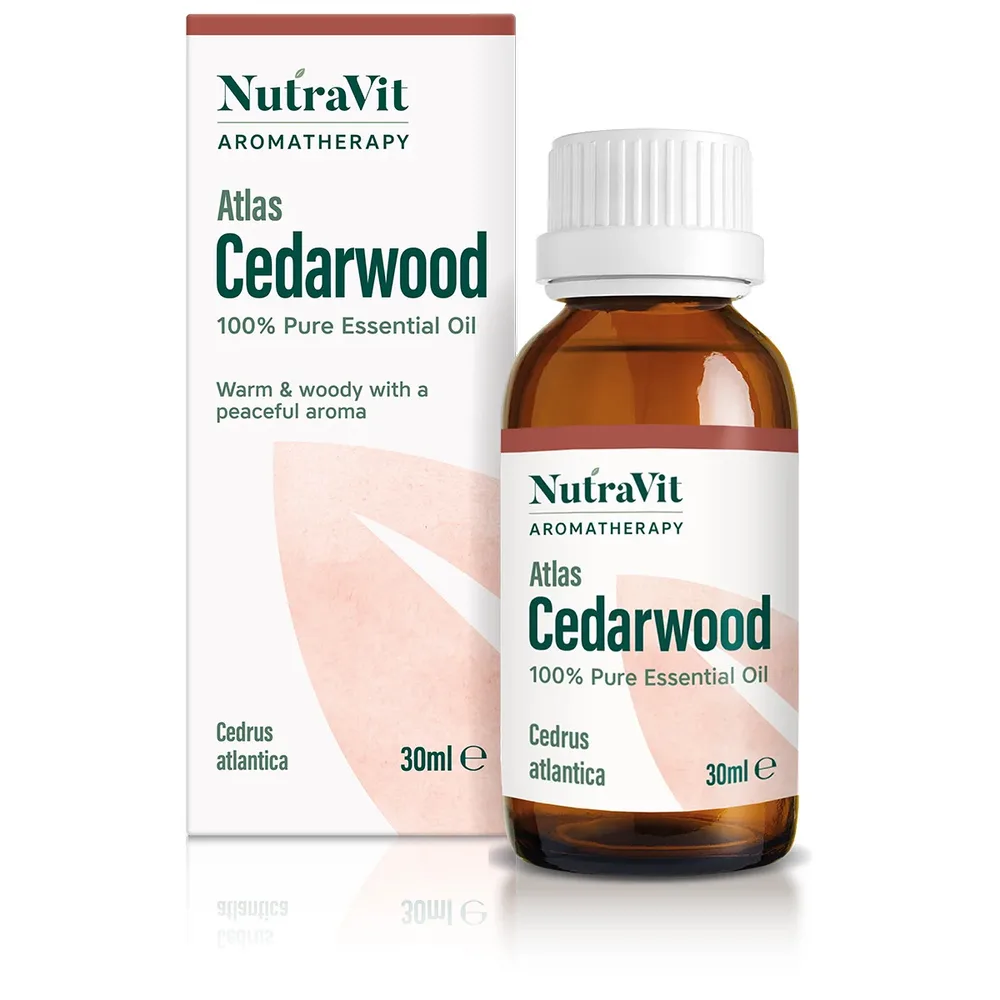 NutraVit
AROMATHERAPY
Atlas
Cedarwood
100% Pure Essential Oil
Warm & woody with a
peaceful aroma
Cedrus
atlantica
30ml ℮
NutraVit
AROMATHERAPY
Atlas
Cedarwood
100% Pure Essential Oil
Cedrus
atlantica
30ml ℮